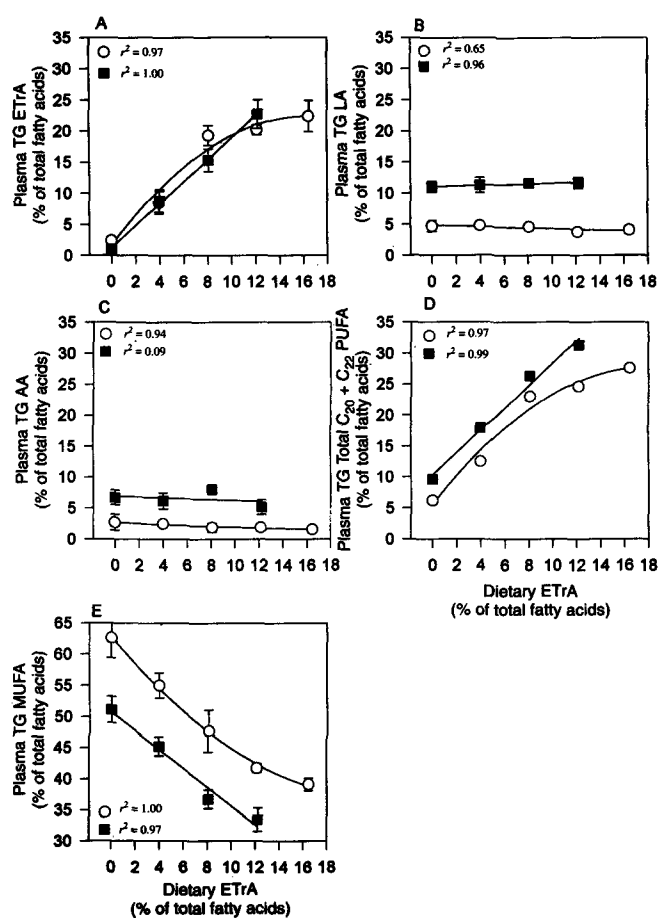 A
r² = 0.97
r² = 1.00
Plasma TG ETrA
(% of total fatty acids)
35
30
25
20
15
10
5
0
0 2 4 6 8 10 12 14 16 18
B
r² = 0.65
r² = 0.96
Plasma TG LA
(% of total fatty acids)
35
30
25
20
15
10
5
0
0 2 4 6 8 10 12 14 16 18
C
r² = 0.94
r² = 0.09
Plasma TG AA
(% of total fatty acids)
35
30
25
20
15
10
5
0
0 2 4 6 8 10 12 14 16 18
D
r² = 0.97
r² = 0.99
Plasma TG Total C20 + C22 PUFA
(% of total fatty acids)
35
30
25
20
15
10
5
0
0 2 4 6 8 10 12 14 16 18
Dietary ETrA
(% of total fatty acids)
E
r² = 1.00
r² = 0.97
Plasma TG MUFA
(% of total fatty acids)
65
60
55
50
45
40
35
30
0 2 4 6 8 10 12 14 16 18
Dietary ETrA
(% of total fatty acids)